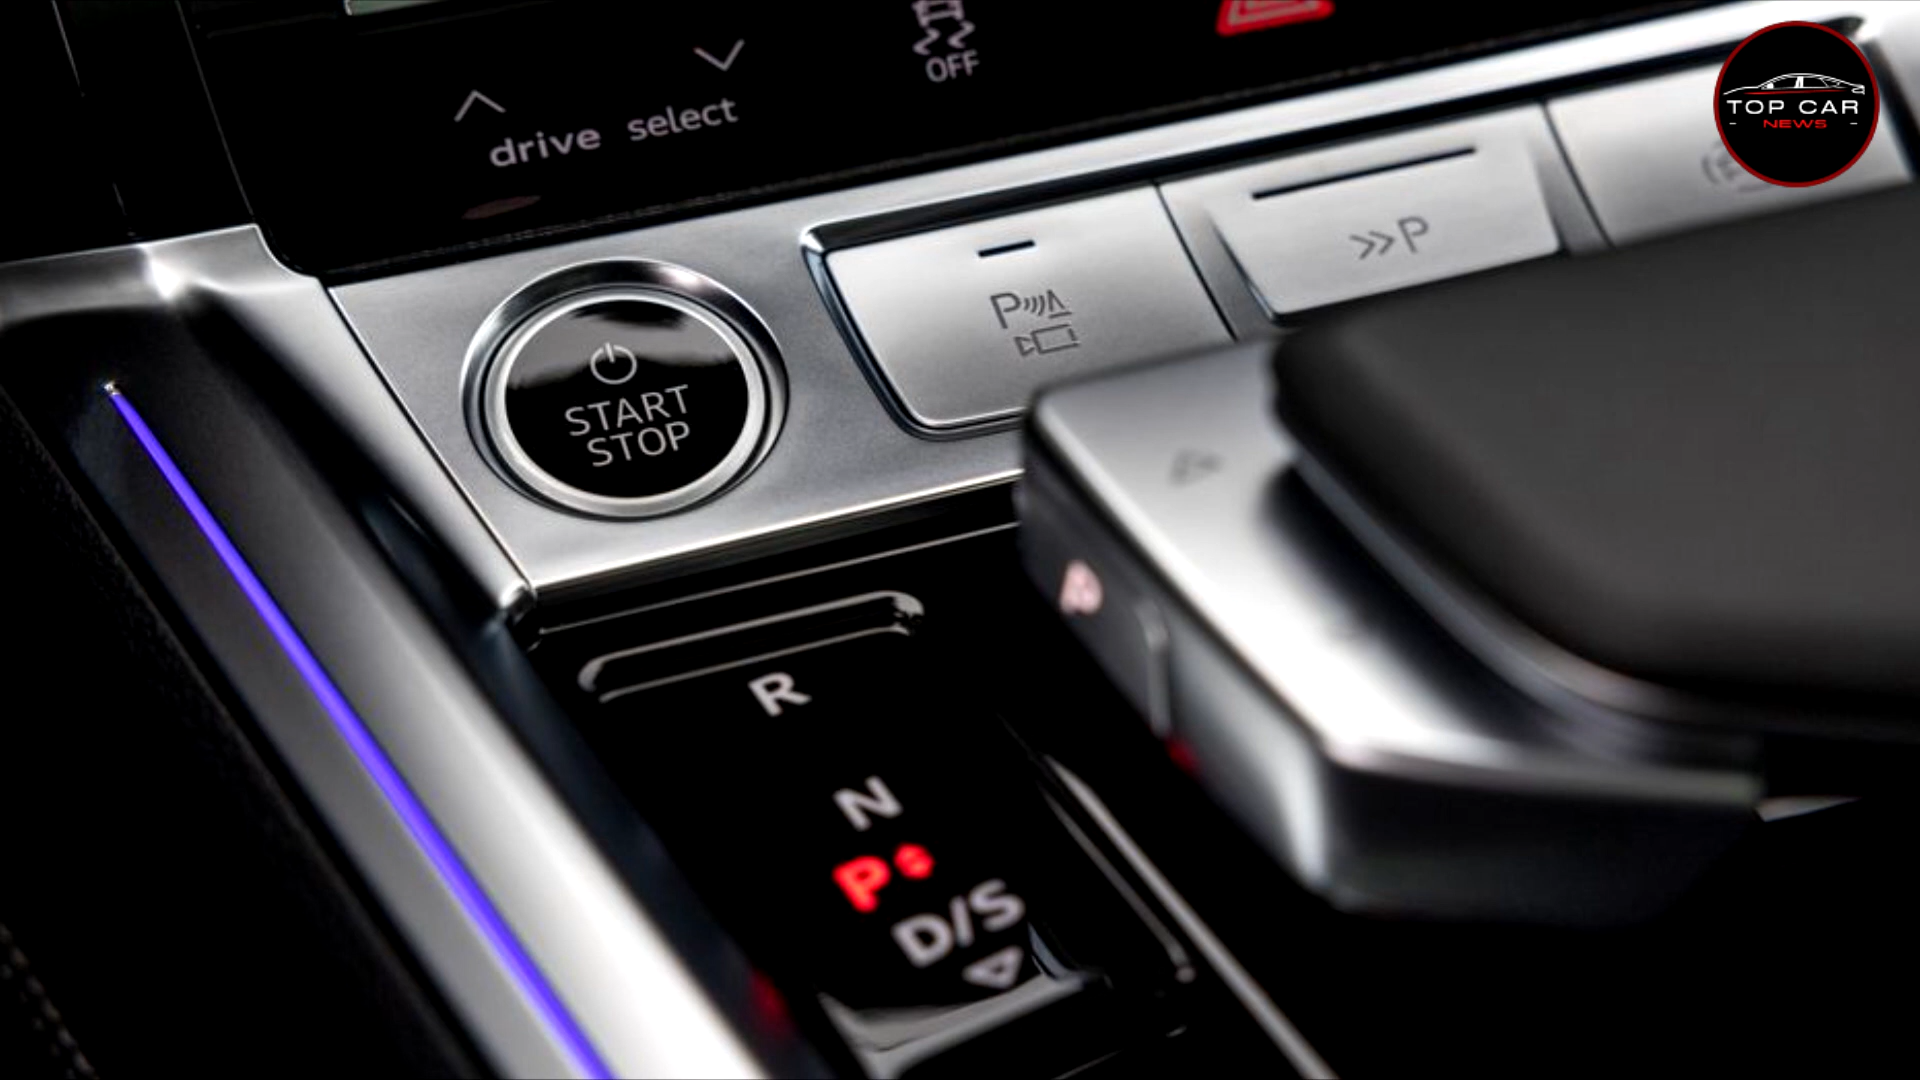 OFF
drive select
TOP CAR
- NEWS -
P
P
START
STOP
R
N
P
D/S